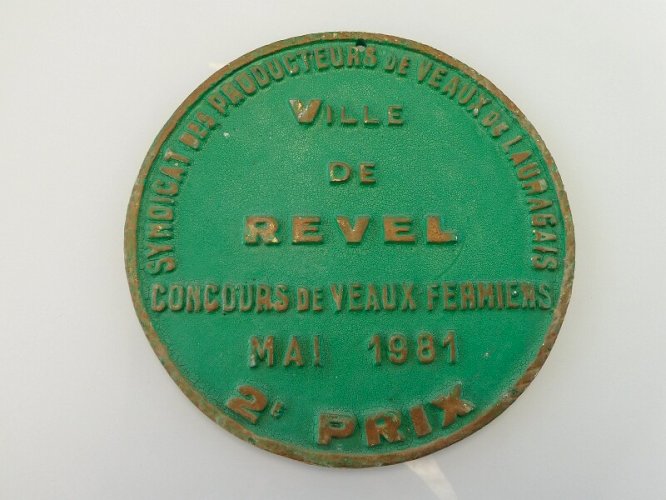 SYNDICAT DES PRODUCTEURS DE VEAUX DU LAURAGAIS
VILLE
DE
REVEL
CONCOURS DE VEAUX FERMIERS
MAI 1981
2E PRIX